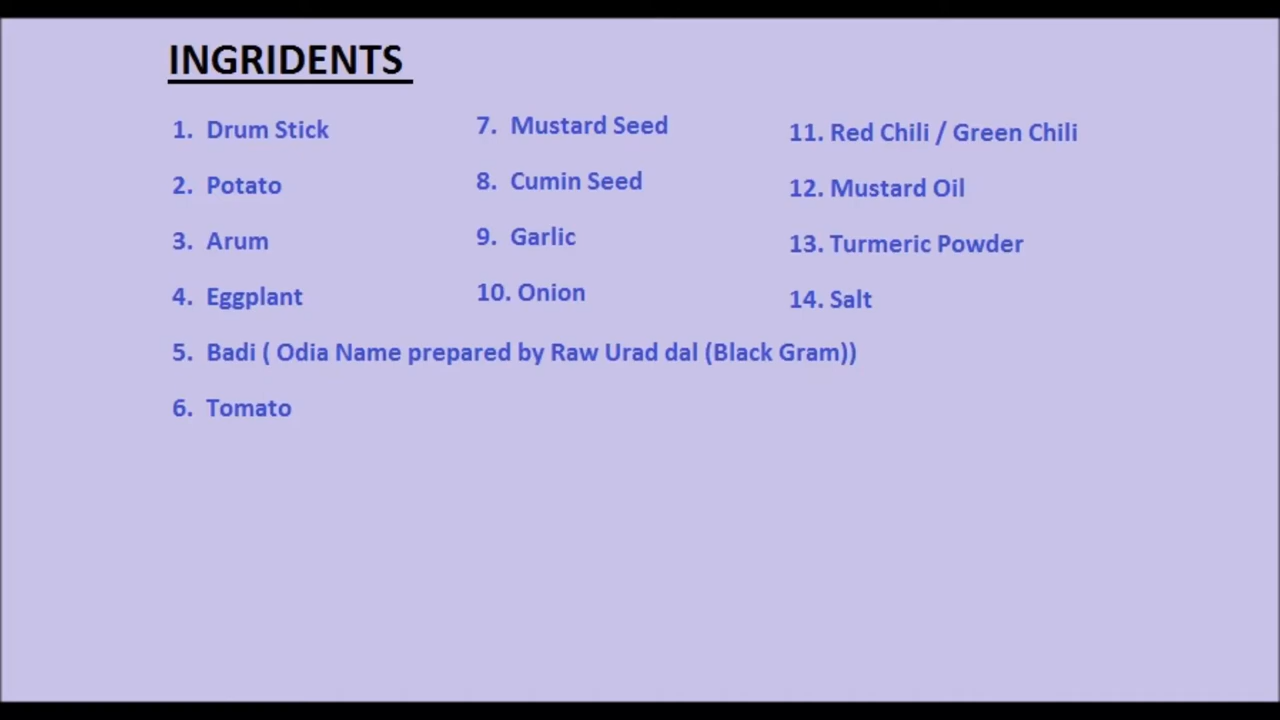 INGRIDENTS
1. Drum Stick
2. Potato
3. Arum
4. Eggplant
5. Badi ( Odia Name prepared by Raw Urad dal (Black Gram))
6. Tomato
7. Mustard Seed
8. Cumin Seed
9. Garlic
10. Onion
11. Red Chili / Green Chili
12. Mustard Oil
13. Turmeric Powder
14. Salt